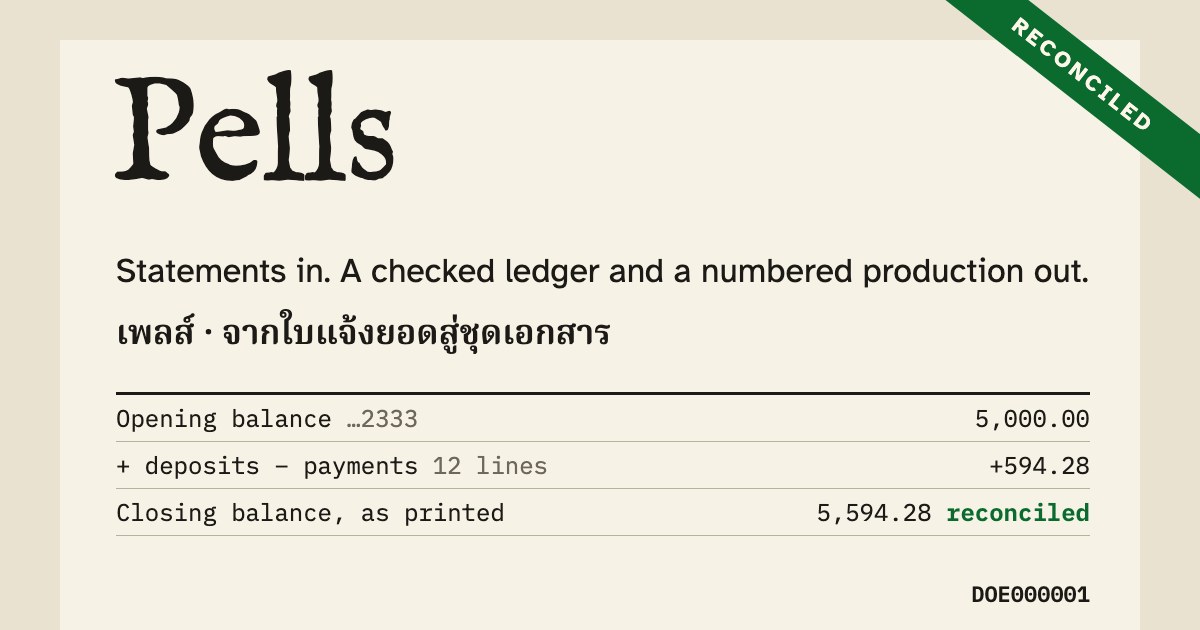 RECONCILED
Pells
Statements in. A checked ledger and a numbered production out.
เพลส์ · จากใบแจ้งยอดสู่ชุดเอกสาร
Opening balance …2333 5,000.00
+ deposits − payments 12 lines +594.28
Closing balance, as printed 5,594.28 reconciled
DOE000001